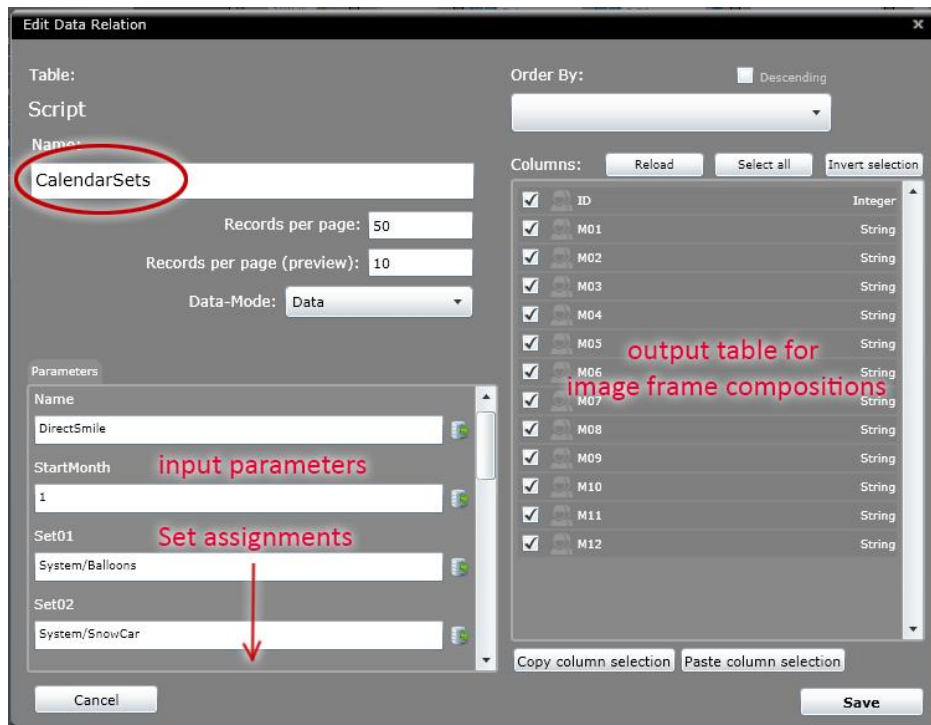 Edit Data Relation
Table:
Script
Name:
CalendarSets
Records per page: 50
Records per page (preview): 10
Data-Mode: Data
Parameters
Name
DirectSmile
StartMonth
input parameters
1
Set01
Set assignments
System/Balloons
Set02
System/SnowCar
Cancel
Order By:
Descending
Columns: Reload Select all Invert selection
ID Integer
M01 String
M02 String
M03 String
M04 String
M05 String
output table for
M06 String
image frame compositions
M07 String
M08 String
M09 String
M10 String
M11 String
M12 String
Copy column selection Paste column selection
Save